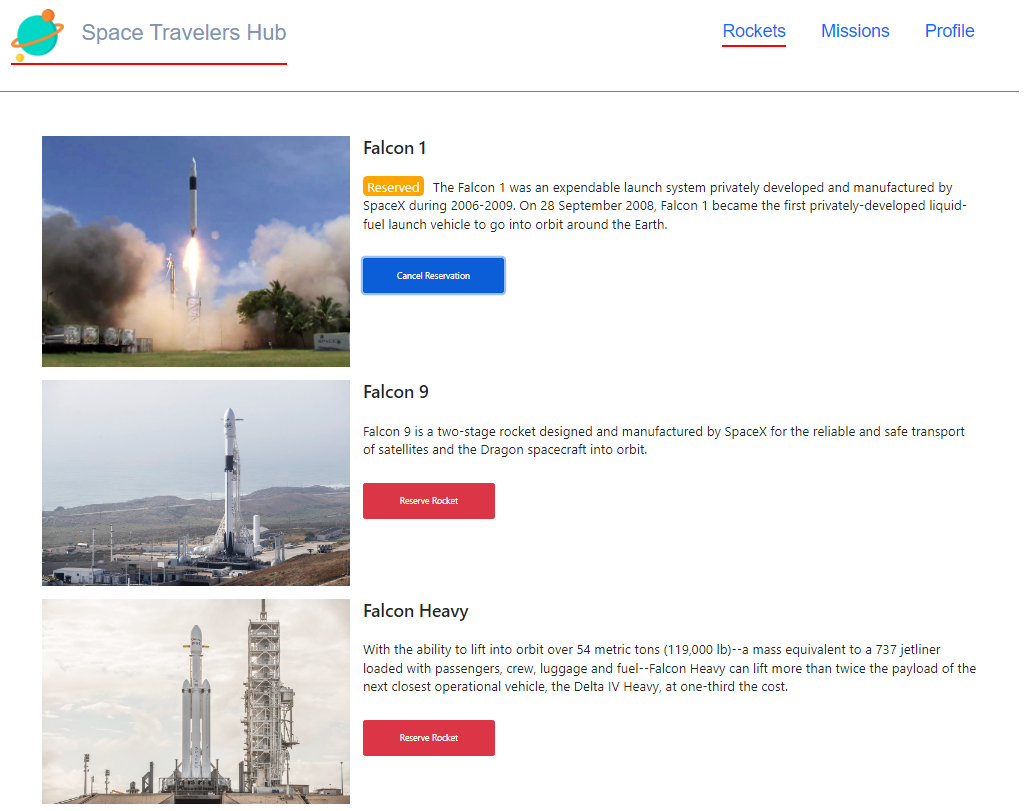 Space Travelers Hub
Rockets Missions Profile
Falcon 1
Reserved The Falcon 1 was an expendable launch system privately developed and manufactured by
SpaceX during 2006-2009. On 28 September 2008, Falcon 1 became the first privately-developed liquid-
fuel launch vehicle to go into orbit around the Earth.
Cancel Reservation
Falcon 9
Falcon 9 is a two-stage rocket designed and manufactured by SpaceX for the reliable and safe transport
of satellites and the Dragon spacecraft into orbit.
Reserve Rocket
Falcon Heavy
With the ability to lift into orbit over 54 metric tons (119,000 lb)--a mass equivalent to a 737 jetliner
loaded with passengers, crew, luggage and fuel--Falcon Heavy can lift more than twice the payload of the
next closest operational vehicle, the Delta IV Heavy, at one-third the cost.
Reserve Rocket